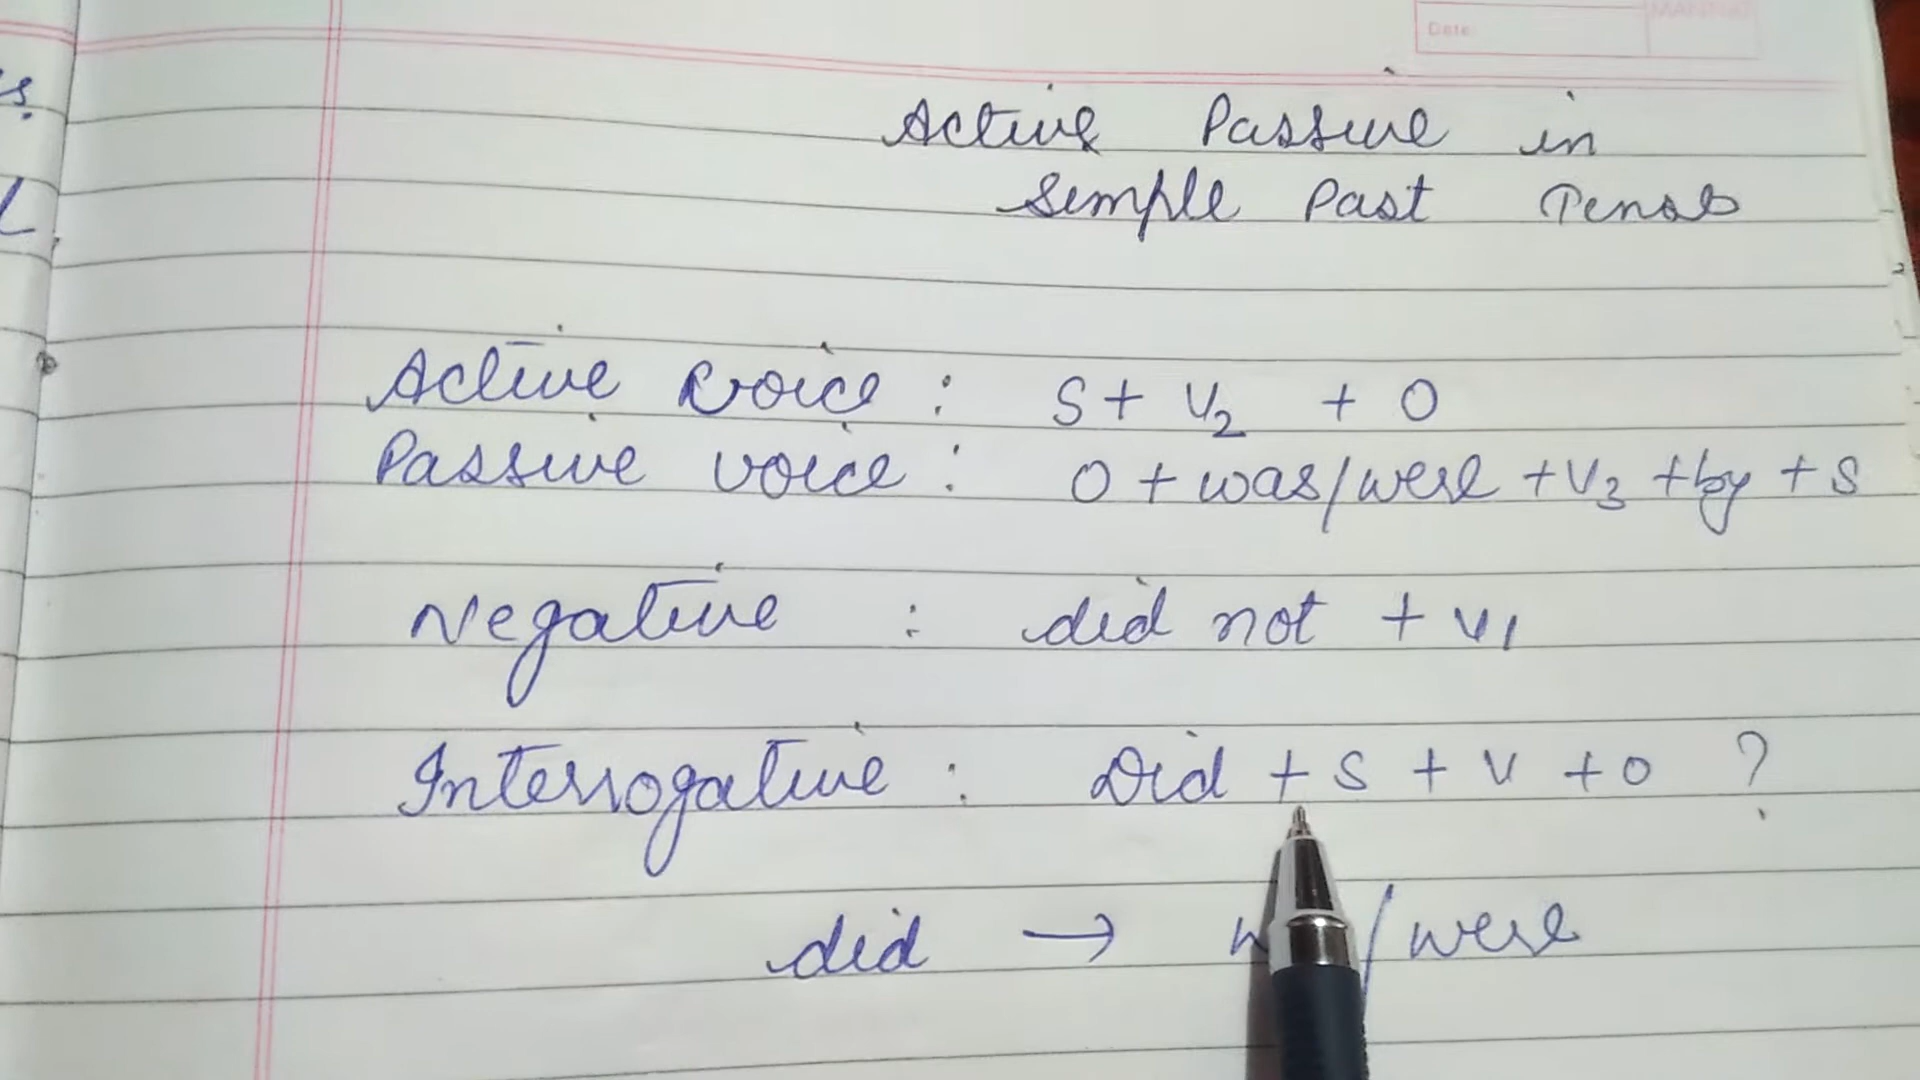 Date:
Active Passive in
Simple Past Tense
Active voice : S + V2 + O
Passive voice : O + was/were + V3 + by + S
Negative : did not + V1
Interrogative : Did + S + V + O ?
did → /were